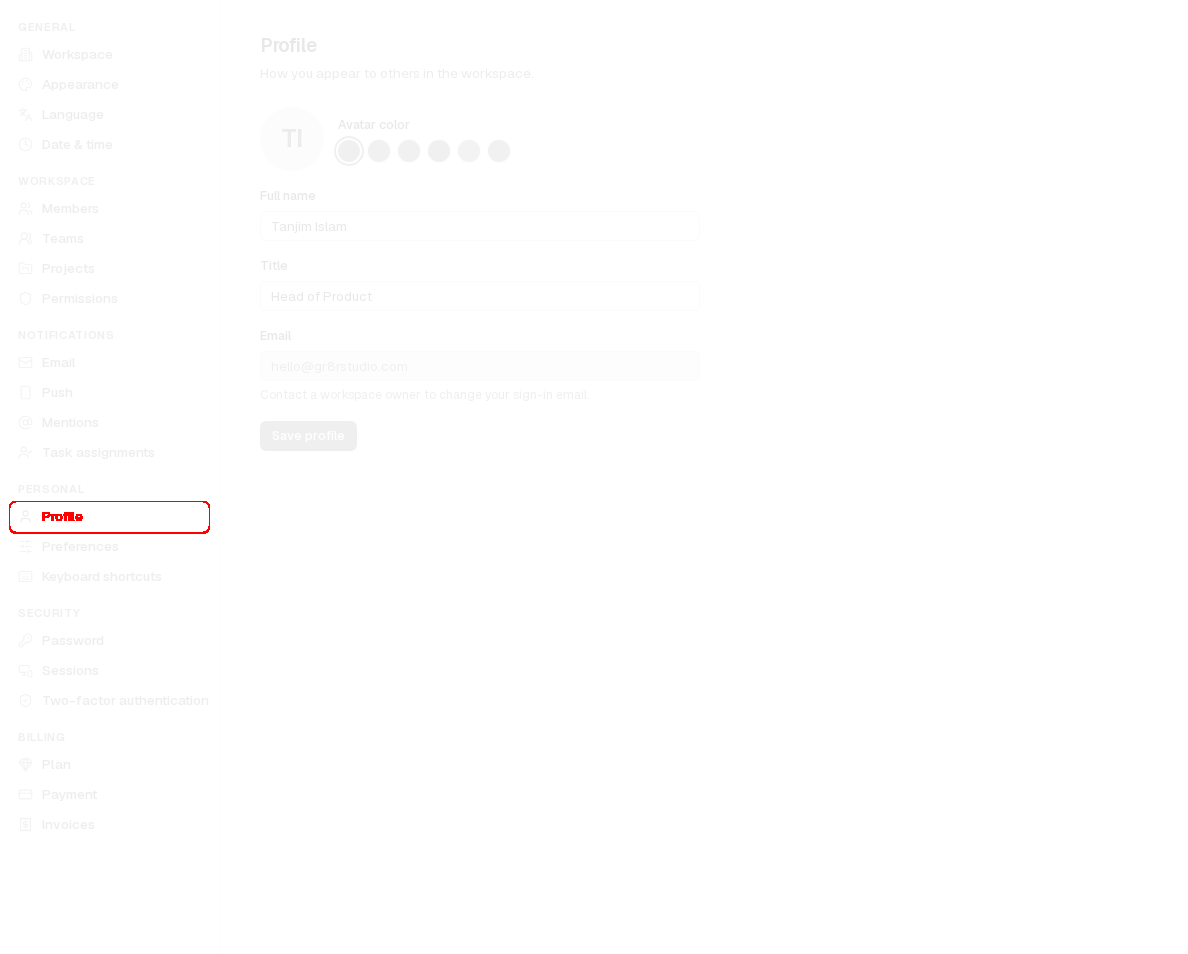 GENERAL
Workspace
Appearance
Language
Date & time
WORKSPACE
Members
Teams
Projects
Permissions
NOTIFICATIONS
Email
Push
Mentions
Task assignments
PERSONAL
Profile
Preferences
Keyboard shortcuts
SECURITY
Password
Sessions
Two-factor authentication
BILLING
Plan
Payment
Invoices
Profile
How you appear to others in the workspace.
TI
Avatar color
Full name
Tanjim Islam
Title
Head of Product
Email
hello@gr8rstudio.com
Contact a workspace owner to change your sign-in email.
Save profile